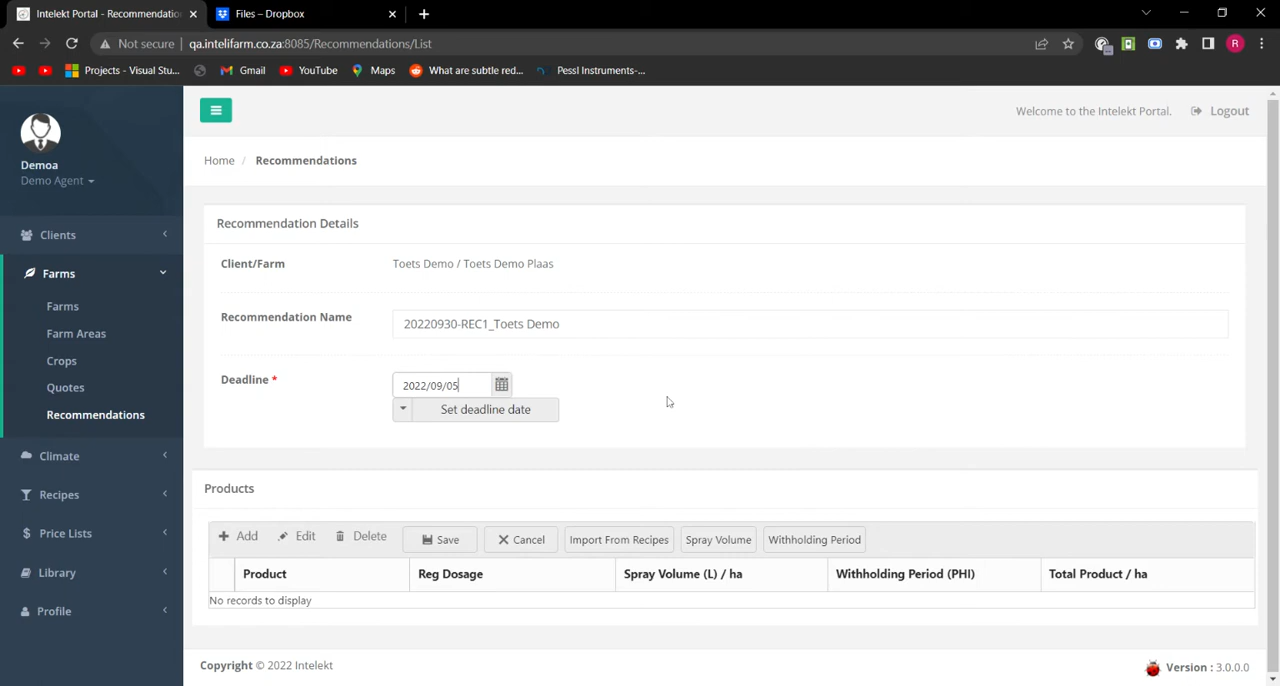 Intelekt Portal - Recommendation
Files – Dropbox
Not secure
qa.intelifarm.co.za:8085/Recommendations/List
R
Projects - Visual Stu...
Gmail
YouTube
Maps
What are subtle red...
Pessl Instruments-...
Welcome to the Intelekt Portal.
Logout
Demoa
Demo Agent
Home / Recommendations
Clients
Farms
Farms
Farm Areas
Crops
Quotes
Recommendations
Climate
Recipes
Price Lists
Library
Profile
Recommendation Details
Client/Farm
Toets Demo / Toets Demo Plaas
Recommendation Name
20220930-REC1_Toets Demo
Deadline *
2022/09/05
Set deadline date
Products
Add Edit Delete Save Cancel Import From Recipes Spray Volume Withholding Period
Product Reg Dosage Spray Volume (L) / ha Withholding Period (PHI) Total Product / ha
No records to display
Copyright © 2022 Intelekt
Version : 3.0.0.0